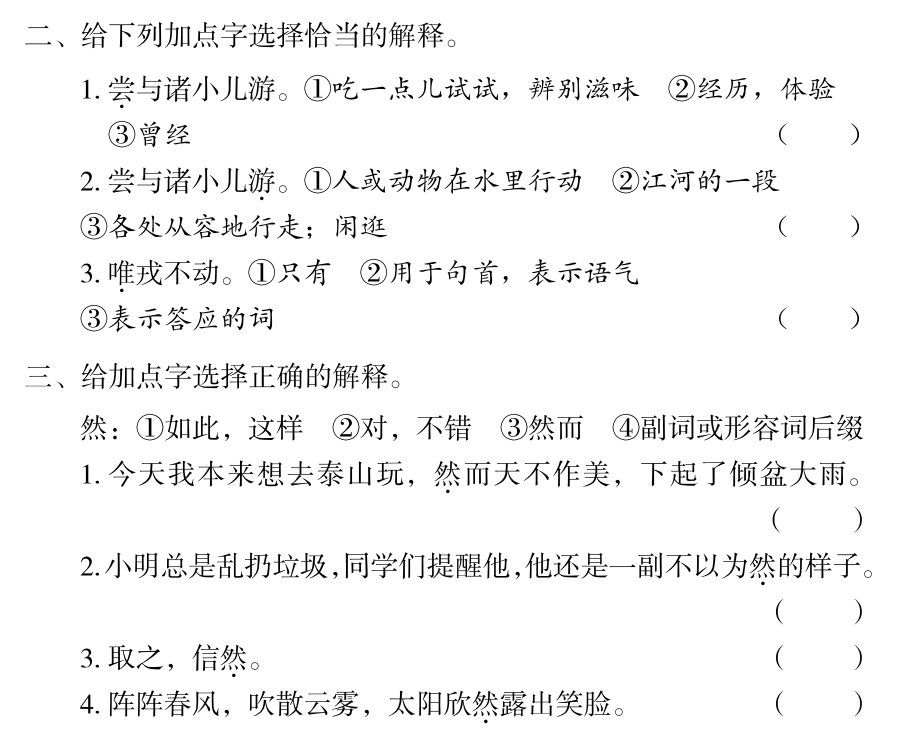 二、给下列加点字选择恰当的解释。
1. 尝与诸小儿游。①吃一点儿试试，辨别滋味　②经历，体验
③曾经　（　　）
2. 尝与诸小儿游。①人或动物在水里行动　②江河的一段
③各处从容地行走；闲逛　（　　）
3. 唯戎不动。①只有　②用于句首，表示语气
③表示答应的词　（　　）
三、给加点字选择正确的解释。
然：①如此，这样　②对，不错　③然而　④副词或形容词后缀
1. 今天我本来想去泰山玩，然而天不作美，下起了倾盆大雨。
（　　）
2. 小明总是乱扔垃圾，同学们提醒他，他还是一副不以为然的样子。
（　　）
3. 取之，信然。　（　　）
4. 阵阵春风，吹散云雾，太阳欣然露出笑脸。　（　　）